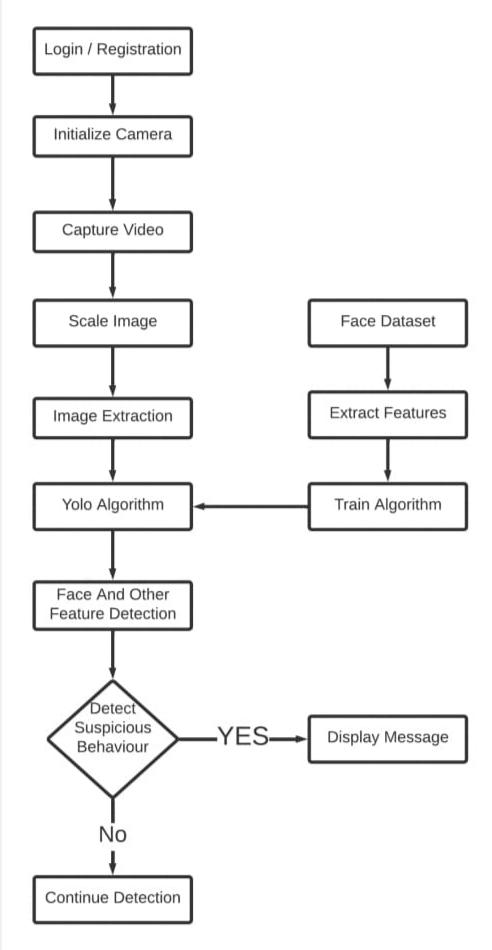 Login / Registration
Initialize Camera
Capture Video
Scale Image
Face Dataset
Image Extraction
Extract Features
Yolo Algorithm
Train Algorithm
Face And Other
Feature Detection
Detect
Suspicious
Behaviour
YES
Display Message
No
Continue Detection